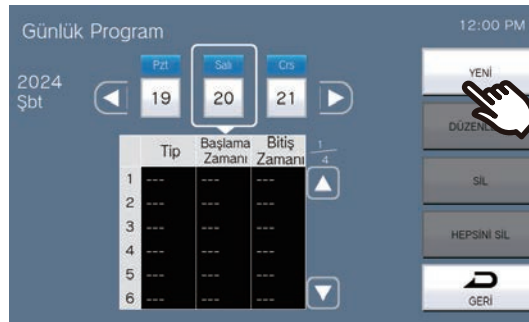 Günlük Program
12:00 PM
2024
Şbt
Pzt
Salı
Crs
19
20
21
Tip
Başlama
Zamanı
Bitiş
Zamanı
1
4
1 --- --- ---
2 --- --- ---
3 --- --- ---
4 --- --- ---
5 --- --- ---
6 --- --- ---
YENİ
SİL
HEPSİNİ SİL
GERİ